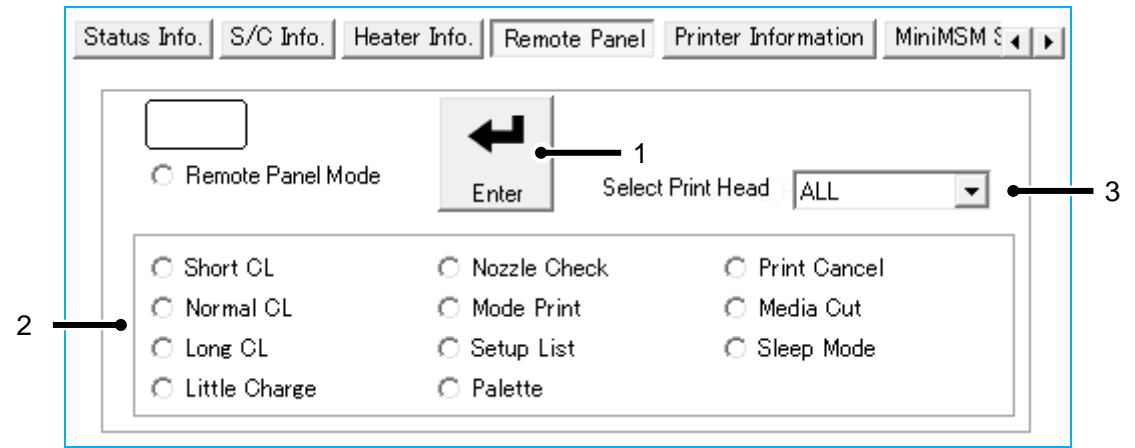 Status Info. S/C Info. Heater Info. Remote Panel Printer Information MiniMSM S
Remote Panel Mode
Enter
1
Select Print Head ALL
3
Short CL Nozzle Check Print Cancel
2
Normal CL Mode Print Media Cut
Long CL Setup List Sleep Mode
Little Charge Palette